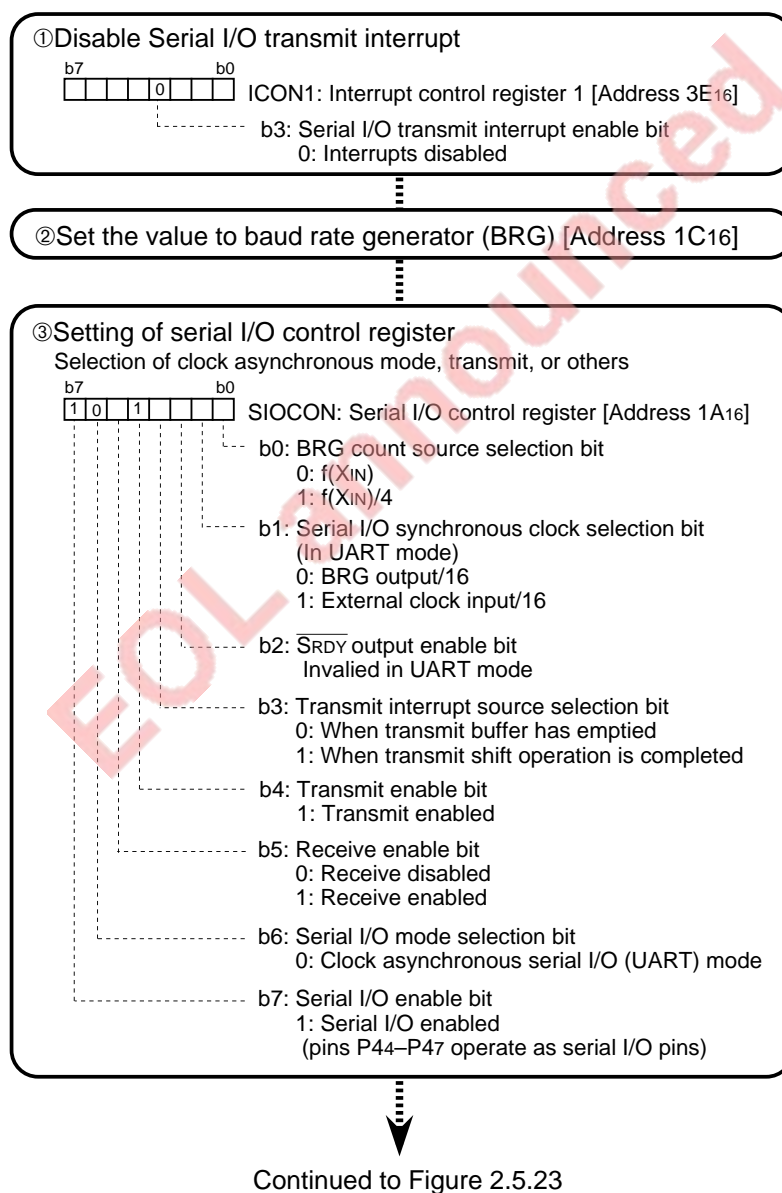 ①Disable Serial I/O transmit interrupt
b7 b0
0 ICON1: Interrupt control register 1 [Address 3E16]
b3: Serial I/O transmit interrupt enable bit
0: Interrupts disabled
②Set the value to baud rate generator (BRG) [Address 1C16]
③Setting of serial I/O control register
Selection of clock asynchronous mode, transmit, or others
b7 b0
1 0 1 SIOCON: Serial I/O control register [Address 1A16]
b0: BRG count source selection bit
0: f(XIN)
1: f(XIN)/4
b1: Serial I/O synchronous clock selection bit
(In UART mode)
0: BRG output/16
1: External clock input/16
b2: SRDY output enable bit
Invalied in UART mode
b3: Transmit interrupt source selection bit
0: When transmit buffer has emptied
1: When transmit shift operation is completed
b4: Transmit enable bit
1: Transmit enabled
b5: Receive enable bit
0: Receive disabled
1: Receive enabled
b6: Serial I/O mode selection bit
0: Clock asynchronous serial I/O (UART) mode
b7: Serial I/O enable bit
1: Serial I/O enabled
(pins P44–P47 operate as serial I/O pins)
Continued to Figure 2.5.23
EOL announced